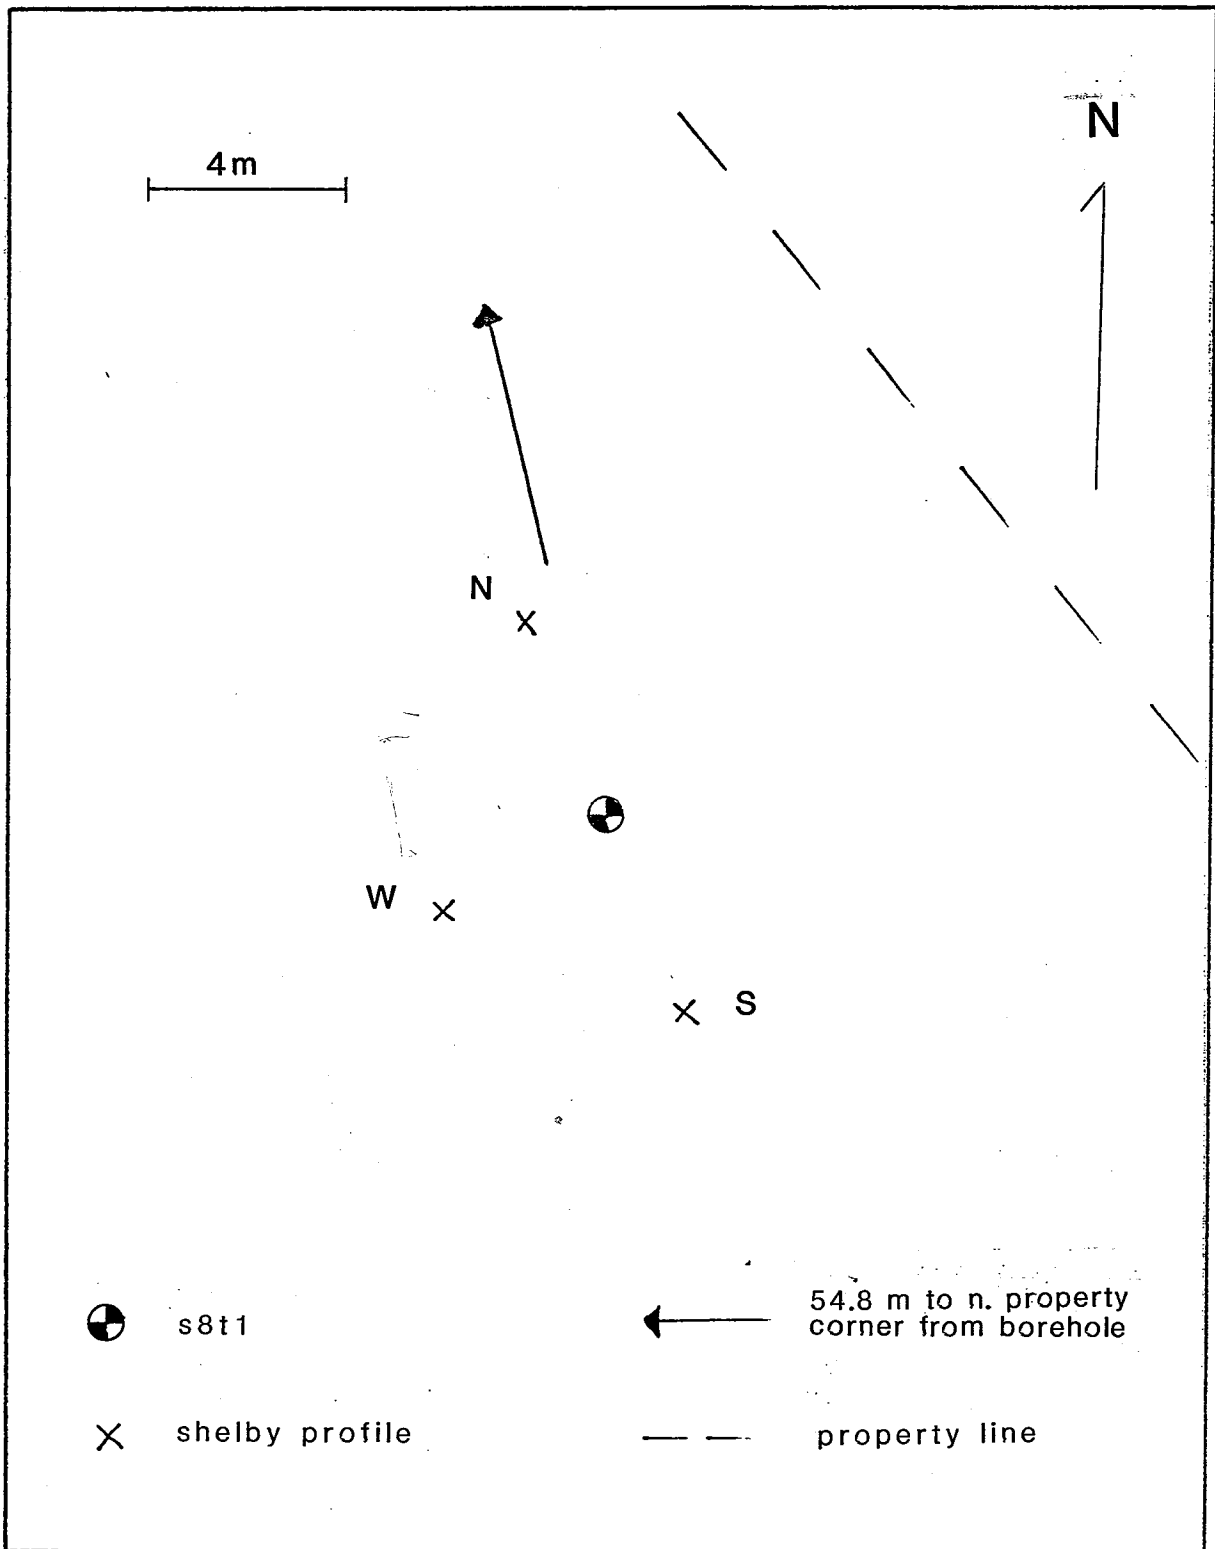 N
4m
N
W
S
s8t1
54.8 m to n. property
corner from borehole
shelby profile
property line